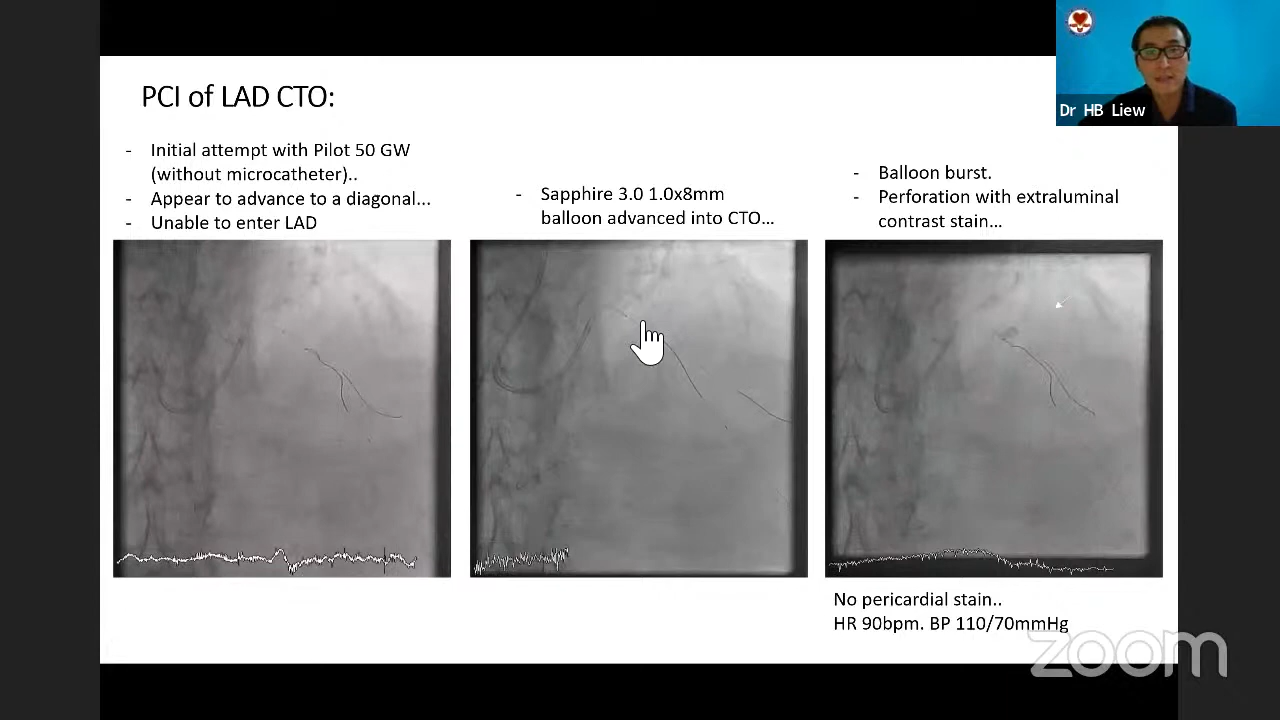 PCI of LAD CTO:
- Initial attempt with Pilot 50 GW
(without microcatheter)..
- Appear to advance to a diagonal...
- Unable to enter LAD
- Sapphire 3.0 1.0x8mm
balloon advanced into CTO...
- Balloon burst.
- Perforation with extraluminal
contrast stain...
No pericardial stain..
HR 90bpm. BP 110/70mmHg
Dr HB Liew
zoom